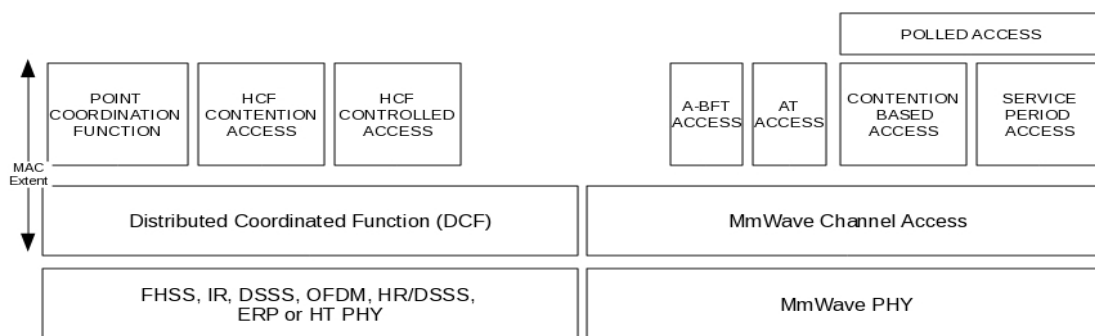 POLLED ACCESS
POINT
COORDINATION
FUNCTION
HCF
CONTENTION
ACCESS
HCF
CONTROLLED
ACCESS
A-BFT
ACCESS
AT
ACCESS
CONTENTION
BASED
ACCESS
SERVICE
PERIOD
ACCESS
MAC
Extent
Distributed Coordinated Function (DCF)
MmWave Channel Access
FHSS, IR, DSSS, OFDM, HR/DSSS,
ERP or HT PHY
MmWave PHY